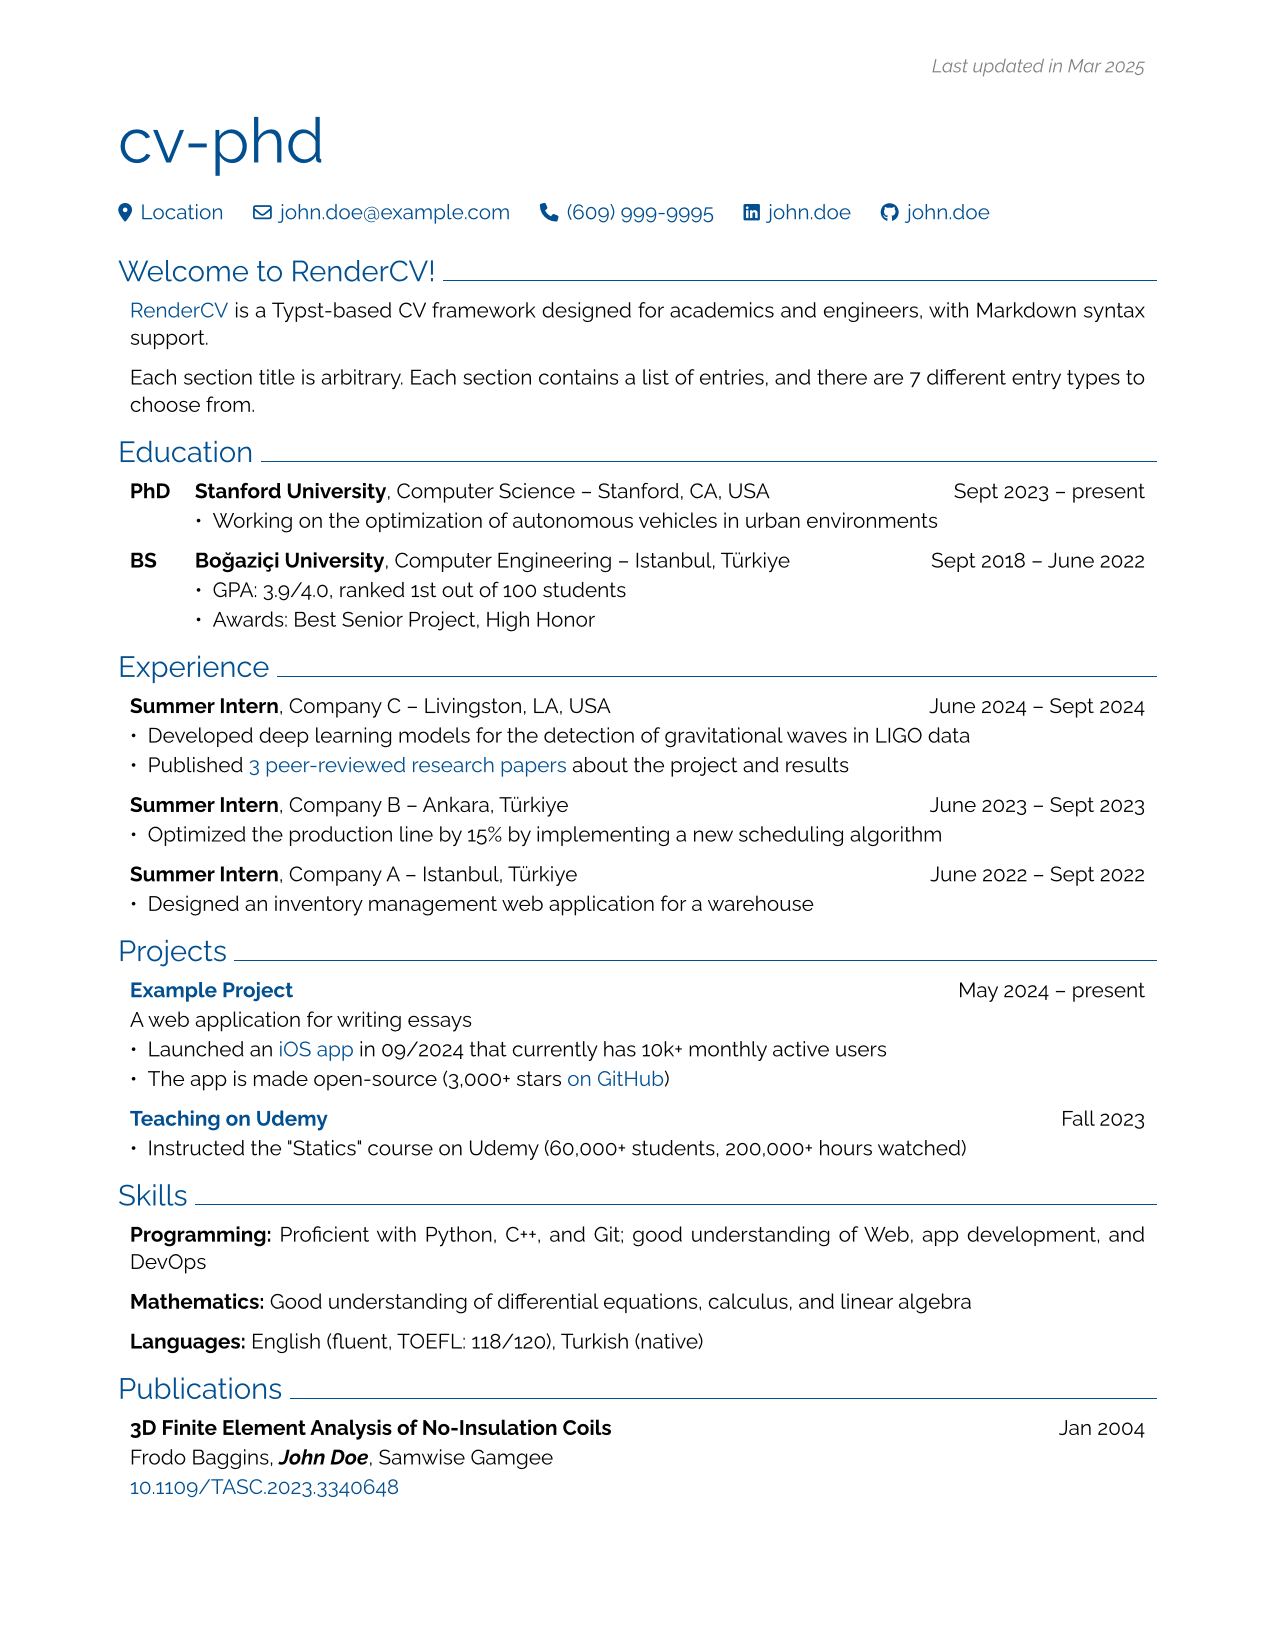 Last updated in Mar 2025
cv-phd
Location john.doe@example.com (609) 999-9995 john.doe john.doe
Welcome to RenderCV!
RenderCV is a Typst-based CV framework designed for academics and engineers, with Markdown syntax
support.
Each section title is arbitrary. Each section contains a list of entries, and there are 7 different entry types to
choose from.
Education
PhD Stanford University, Computer Science – Stanford, CA, USA Sept 2023 – present
• Working on the optimization of autonomous vehicles in urban environments
BS Boğaziçi University, Computer Engineering – Istanbul, Türkiye Sept 2018 – June 2022
• GPA: 3.9/4.0, ranked 1st out of 100 students
• Awards: Best Senior Project, High Honor
Experience
Summer Intern, Company C – Livingston, LA, USA June 2024 – Sept 2024
• Developed deep learning models for the detection of gravitational waves in LIGO data
• Published 3 peer-reviewed research papers about the project and results
Summer Intern, Company B – Ankara, Türkiye June 2023 – Sept 2023
• Optimized the production line by 15% by implementing a new scheduling algorithm
Summer Intern, Company A – Istanbul, Türkiye June 2022 – Sept 2022
• Designed an inventory management web application for a warehouse
Projects
Example Project May 2024 – present
A web application for writing essays
• Launched an iOS app in 09/2024 that currently has 10k+ monthly active users
• The app is made open-source (3,000+ stars on GitHub)
Teaching on Udemy Fall 2023
• Instructed the "Statics" course on Udemy (60,000+ students, 200,000+ hours watched)
Skills
Programming: Proficient with Python, C++, and Git; good understanding of Web, app development, and
DevOps
Mathematics: Good understanding of differential equations, calculus, and linear algebra
Languages: English (fluent, TOEFL: 118/120), Turkish (native)
Publications
3D Finite Element Analysis of No-Insulation Coils Jan 2004
Frodo Baggins, John Doe, Samwise Gamgee
10.1109/TASC.2023.3340648